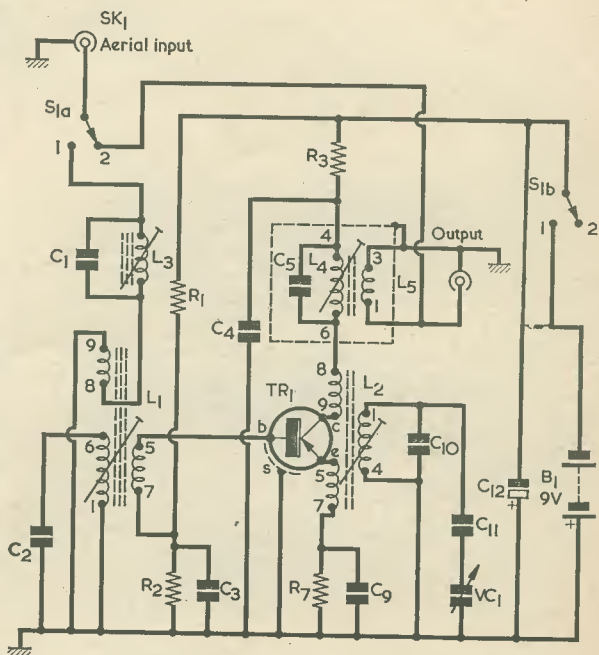 SK1
Aerial input
S1a
1
2
R3
S1b
1
2
4
Output
C1
L3
C5
L4
3
L5
1
R1
C4
6
9
8
8
L1
TR1
9
L2
c
1
6
5
b
C10
e
s
5
4
B1
9V
C12
+
1
7
7
C11
+
C2
R2
C3
R7
C9
VC1